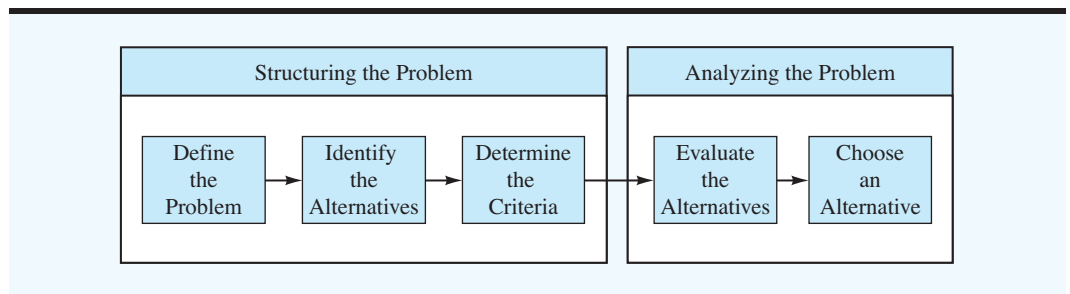 Structuring the Problem
Analyzing the Problem
Define
the
Problem
Identify
the
Alternatives
Determine
the
Criteria
Evaluate
the
Alternatives
Choose
an
Alternative